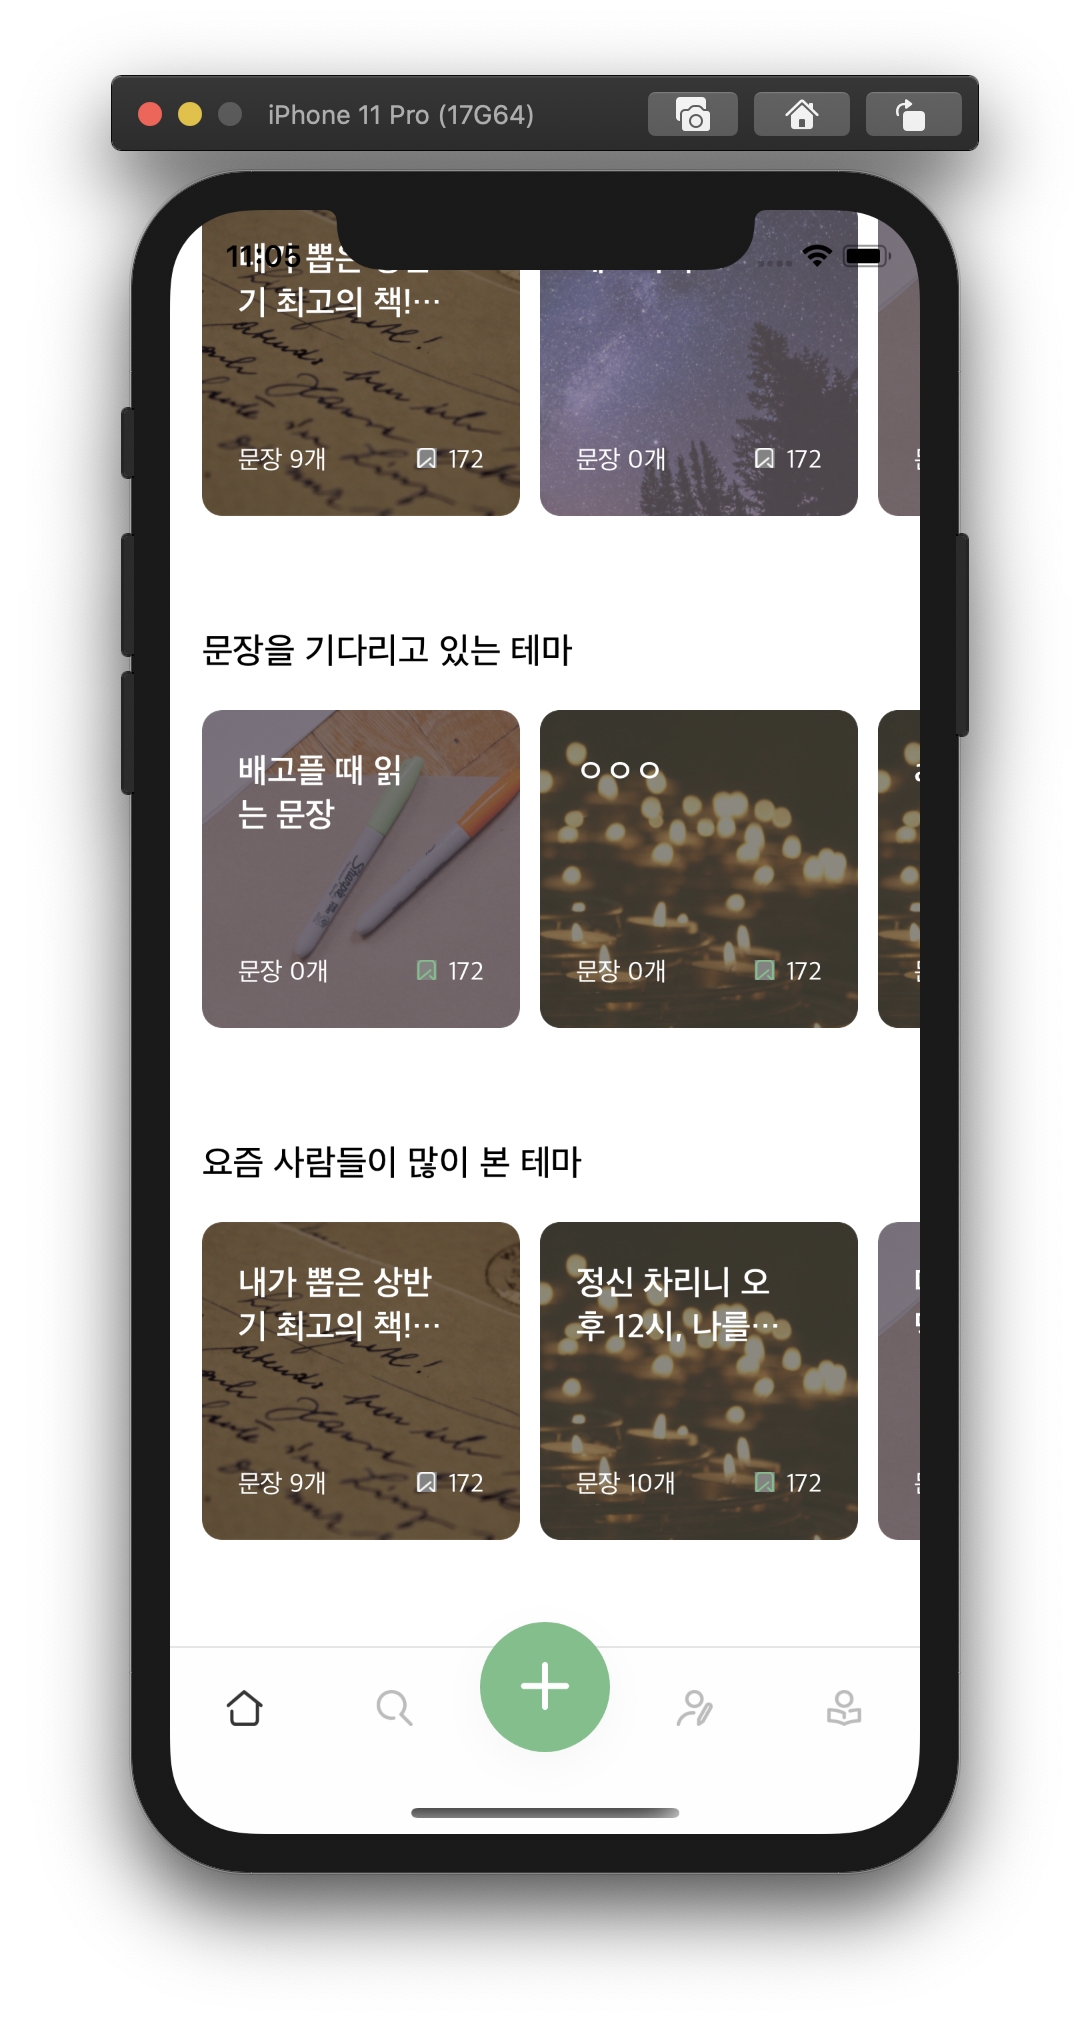 iPhone 11 Pro (17G64)
11:05
내가 뽑은 상반
기 최고의 책!…
문장 9개 172
문장 0개 172
문장을 기다리고 있는 테마
배고플 때 읽
는 문장
문장 0개 172
ㅇㅇㅇ
문장 0개 172
요즘 사람들이 많이 본 테마
내가 뽑은 상반
기 최고의 책!…
문장 9개 172
정신 차리니 오
후 12시, 나를…
문장 10개 172